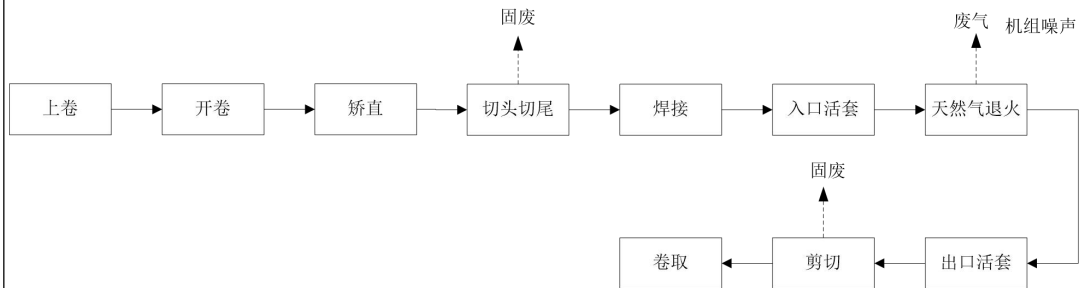 固废
废气 机组噪声
上卷 开卷 矫直 切头切尾 焊接 入口活套 天然气退火
固废
卷取 剪切 出口活套